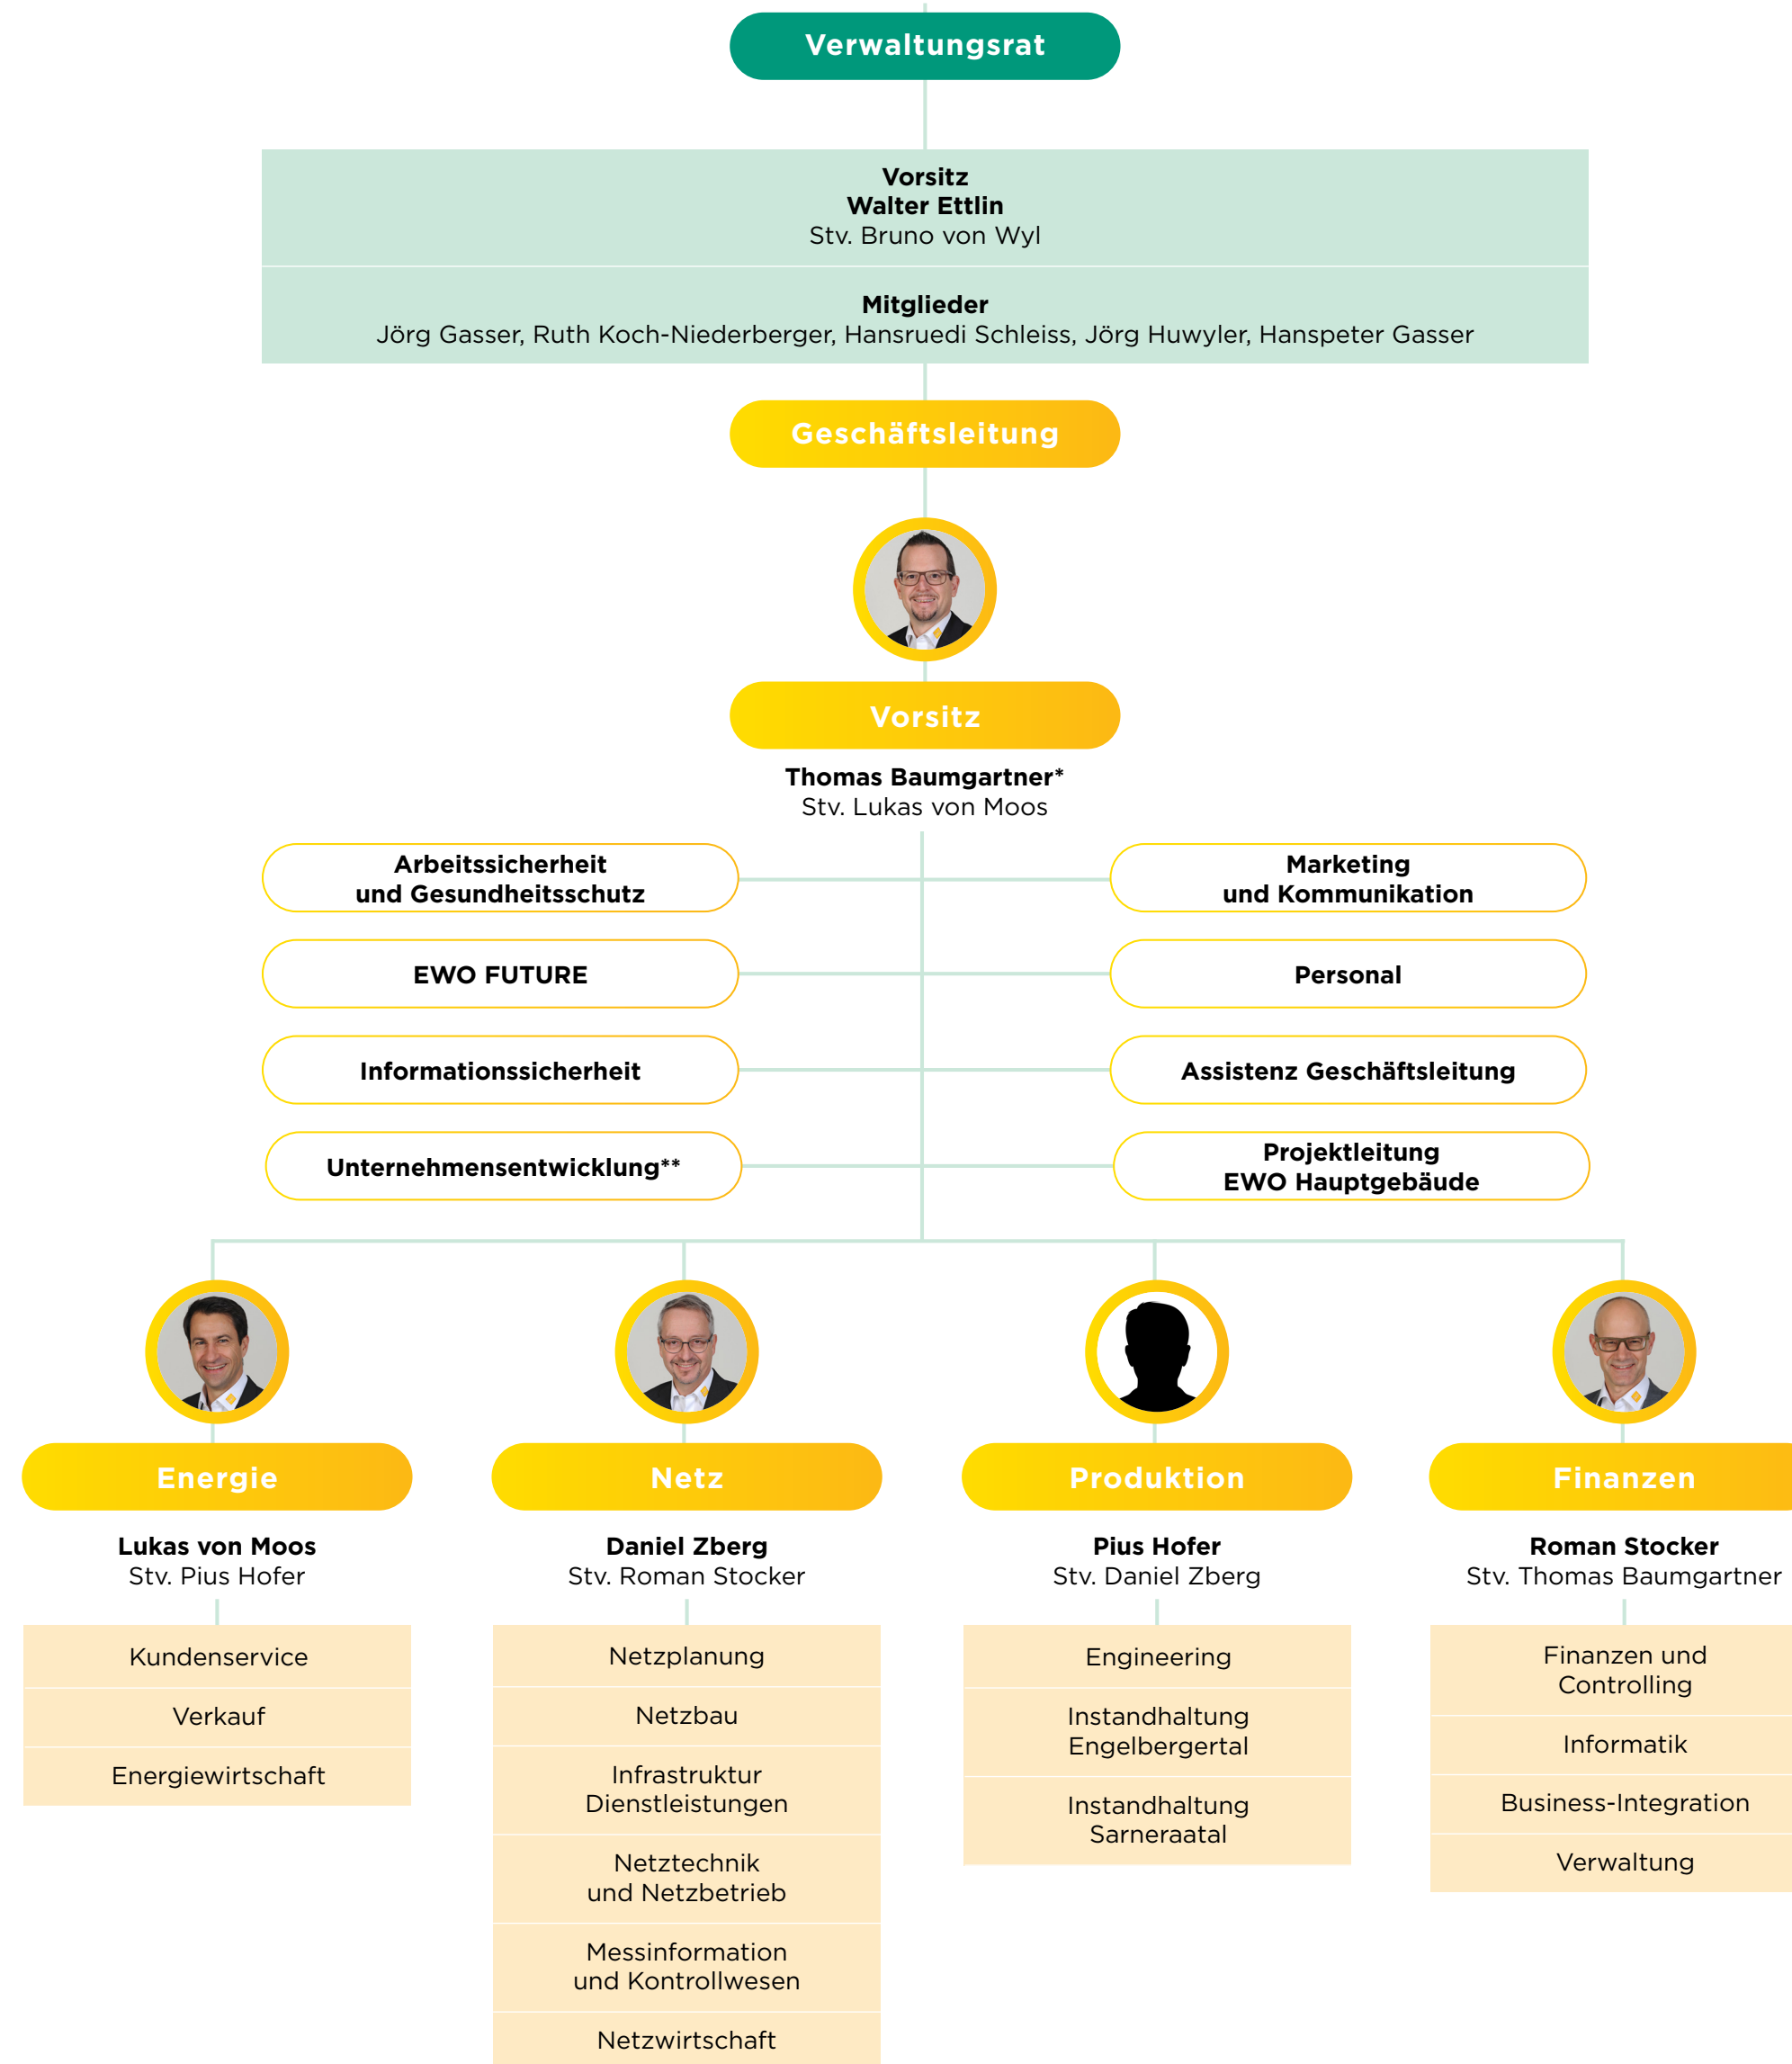 Verwaltungsrat
Vorsitz
Walter Ettlin
Stv. Bruno von Wyl
Mitglieder
Jörg Gasser, Ruth Koch-Niederberger, Hansruedi Schleiss, Jörg Huwyler, Hanspeter Gasser
Geschäftsleitung
Vorsitz
Thomas Baumgartner*
Stv. Lukas von Moos
Arbeitssicherheit
und Gesundheitsschutz
Marketing
und Kommunikation
EWO FUTURE
Personal
Informationssicherheit
Assistenz Geschäftsleitung
Unternehmensentwicklung**
Projektleitung
EWO Hauptgebäude
Energie
Lukas von Moos
Stv. Pius Hofer
Kundenservice
Verkauf
Energiewirtschaft
Netz
Daniel Zberg
Stv. Roman Stocker
Netzplanung
Netzbau
Infrastruktur
Dienstleistungen
Netztechnik
und Netzbetrieb
Messinformation
und Kontrollwesen
Netzwirtschaft
Produktion
Pius Hofer
Stv. Daniel Zberg
Engineering
Instandhaltung
Engelbergertal
Instandhaltung
Sarneraatal
Finanzen
Roman Stocker
Stv. Thomas Baumgartner
Finanzen und
Controlling
Informatik
Business-Integration
Verwaltung